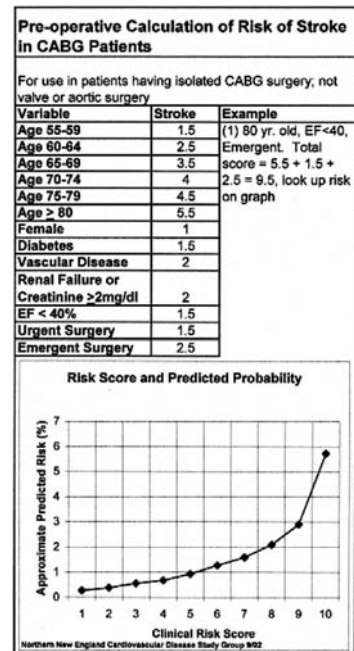 Pre-operative Calculation of Risk of Stroke
in CABG Patients
For use in patients having isolated CABG surgery; not
valve or aortic surgery
Variable Stroke Example
Age 55-59 1.5 (1) 80 yr. old, EF<40,
Age 60-64 2.5 Emergent. Total
Age 65-69 3.5 score = 5.5 + 1.5 +
Age 70-74 4 2.5 = 9.5, look up risk
Age 75-79 4.5 on graph
Age ≥ 80 5.5
Female 1
Diabetes 1.5
Vascular Disease 2
Renal Failure or
Creatinine ≥2mg/dl 2
EF < 40% 1.5
Urgent Surgery 1.5
Emergent Surgery 2.5
Risk Score and Predicted Probability
Approximate Predicted Risk (%)
7
6
5
4
3
2
1
0
1 2 3 4 5 6 7 8 9 10
Clinical Risk Score
Northern New England Cardiovascular Disease Study Group 9/02